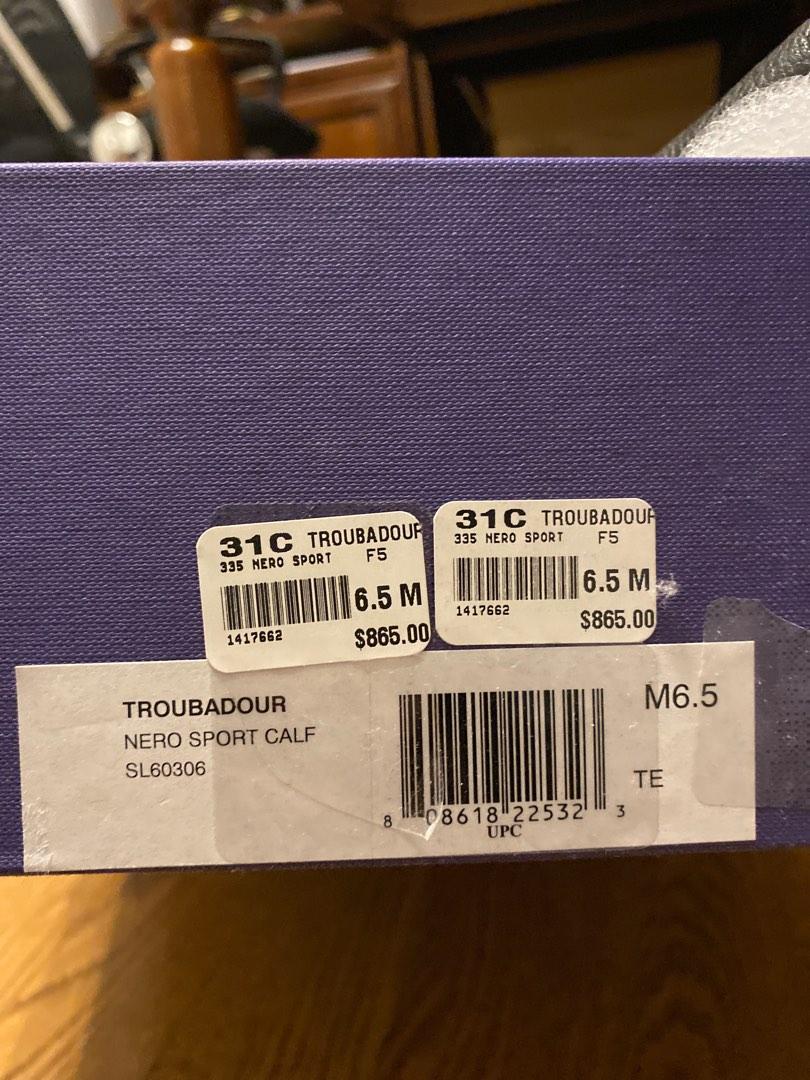 31C TROUBADOUR
335 NERO SPORT F5
6.5 M
1417662
$865.00
31C TROUBADOUR
335 NERO SPORT F5
6.5 M
1417662
$865.00
TROUBADOUR
NERO SPORT CALF
SL60306
M6.5
TE
8 08618 22532 3
UPC